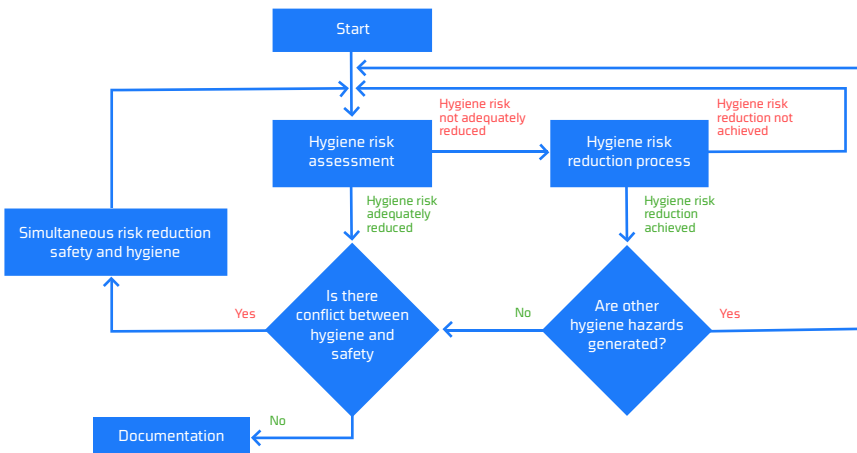 Start
Hygiene risk
not adequately
reduced
Hygiene risk
reduction not
achieved
Hygiene risk
assessment
Hygiene risk
reduction process
Hygiene risk
adequately
reduced
Hygiene risk
reduction
achieved
Simultaneous risk reduction
safety and hygiene
Is there
conflict between
hygiene and
safety
Are other
hygiene hazards
generated?
Yes
No
Yes
No
Documentation